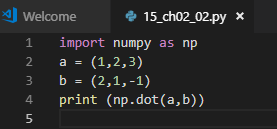 Welcome
15_ch02_02.py
1 import numpy as np
2 a = (1,2,3)
3 b = (2,1,-1)
4 print (np.dot(a,b))
5